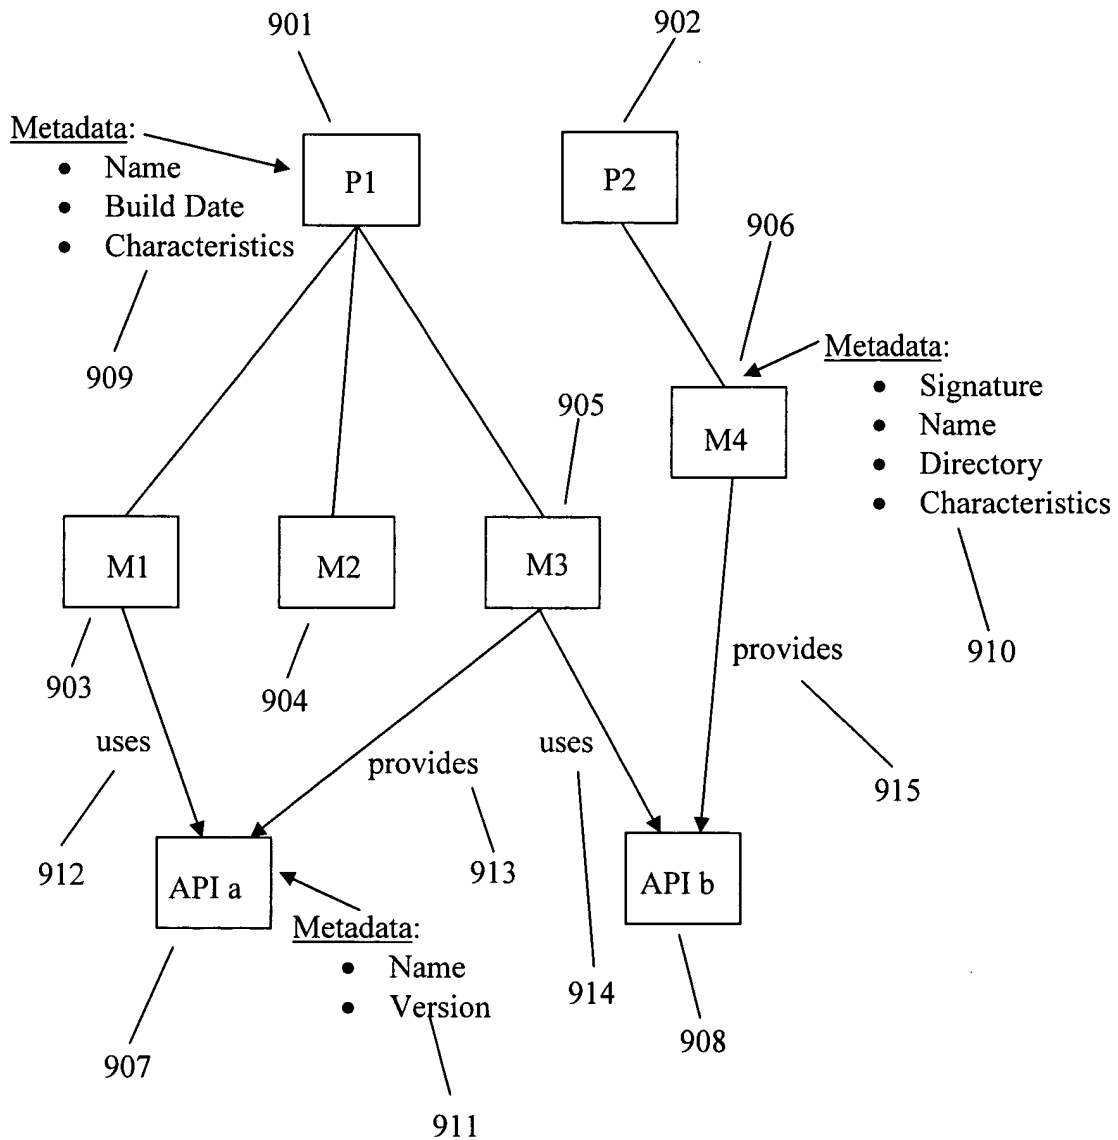 901
902
Metadata:
• Name
• Build Date
• Characteristics
P1
P2
906
909
Metadata:
• Signature
• Name
• Directory
• Characteristics
905
M4
M1
M2
M3
910
903
904
provides
uses
provides
uses
915
912
913
API a
API b
Metadata:
• Name
• Version
914
907
908
911